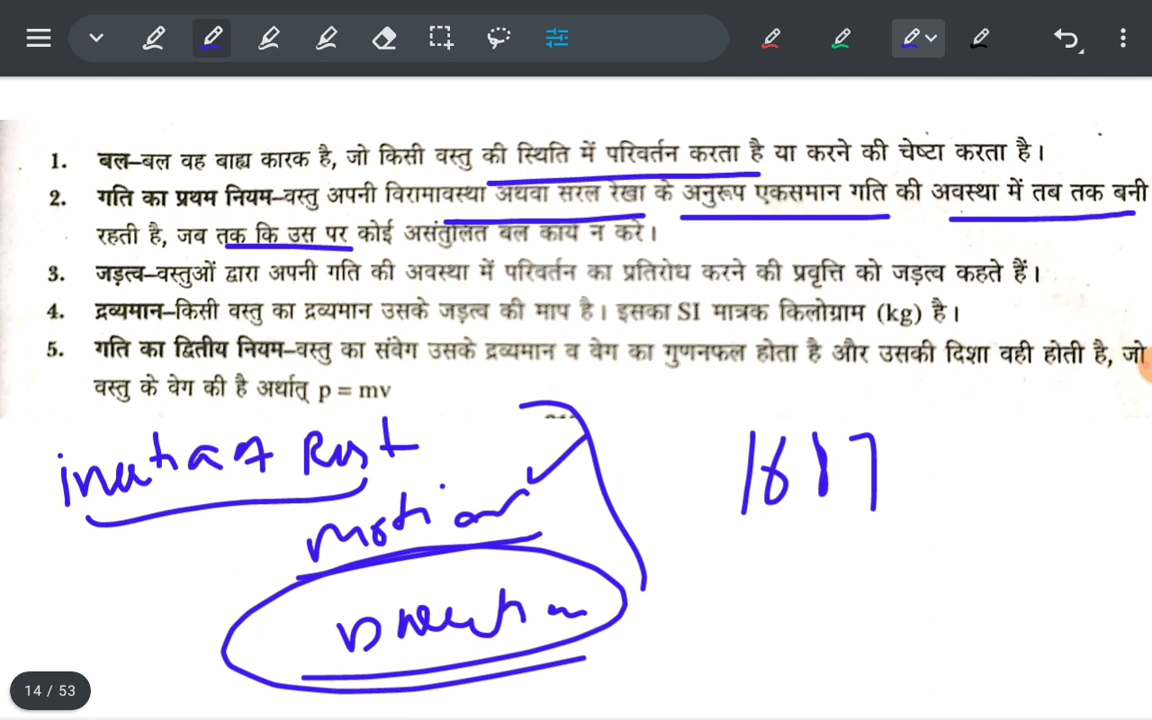 1. बल–बल वह बाह्य कारक है, जो किसी वस्तु की स्थिति में परिवर्तन करता है या करने की चेष्टा करता है।
2. गति का प्रथम नियम–वस्तु अपनी विरामावस्था अथवा सरल रेखा के अनुरूप एकसमान गति की अवस्था में तब तक बनी
रहती है, जब तक कि उस पर कोई असंतुलित बल कार्य न करे।
3. जड़त्व–वस्तुओं द्वारा अपनी गति की अवस्था में परिवर्तन का प्रतिरोध करने की प्रवृत्ति को जड़त्व कहते हैं।
4. द्रव्यमान–किसी वस्तु का द्रव्यमान उसके जड़त्व की माप है। इसका SI मात्रक किलोग्राम (kg) है।
5. गति का द्वितीय नियम–वस्तु का संवेग उसके द्रव्यमान व वेग का गुणनफल होता है और उसकी दिशा वही होती है, जो
वस्तु के वेग की है अर्थात् p = mv
inertia of Rest
motion
Direction
14 / 53